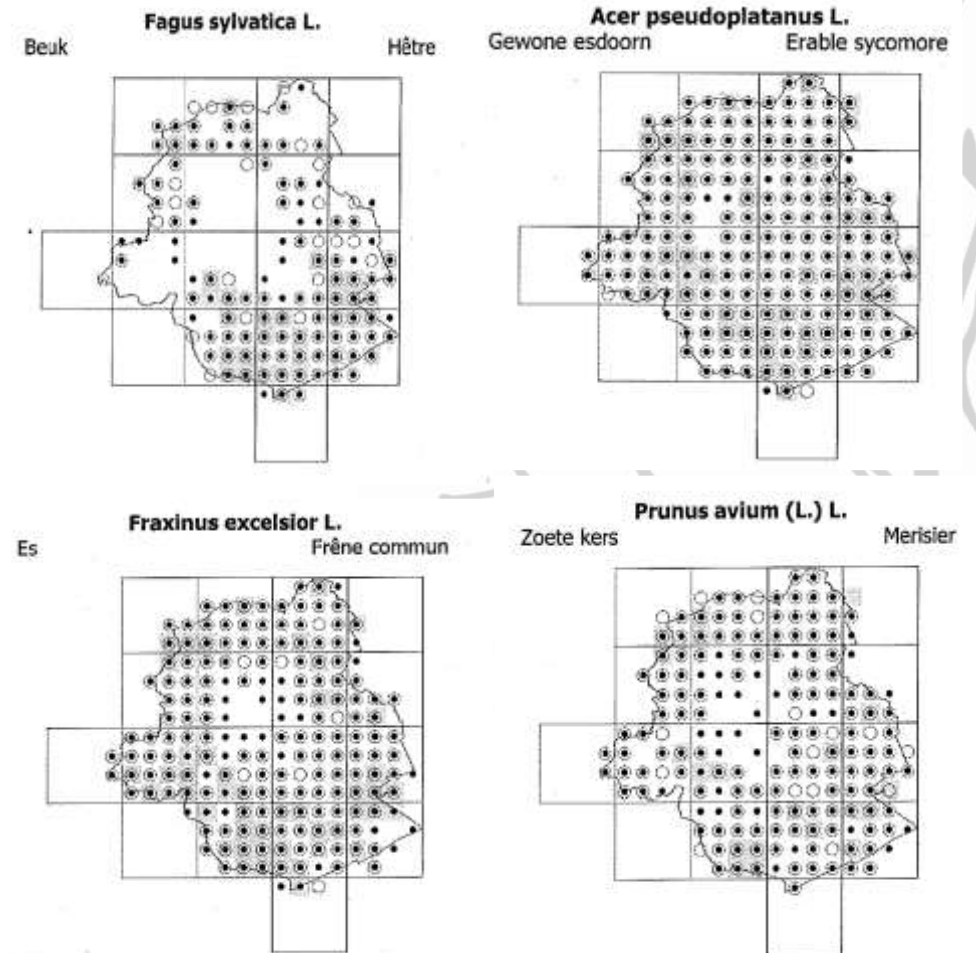 Fagus sylvatica L.
Beuk
Hêtre
Acer pseudoplatanus L.
Gewone esdoorn
Erable sycomore
Fraxinus excelsior L.
Es
Frêne commun
Prunus avium (L.) L.
Zoete kers
Merisier